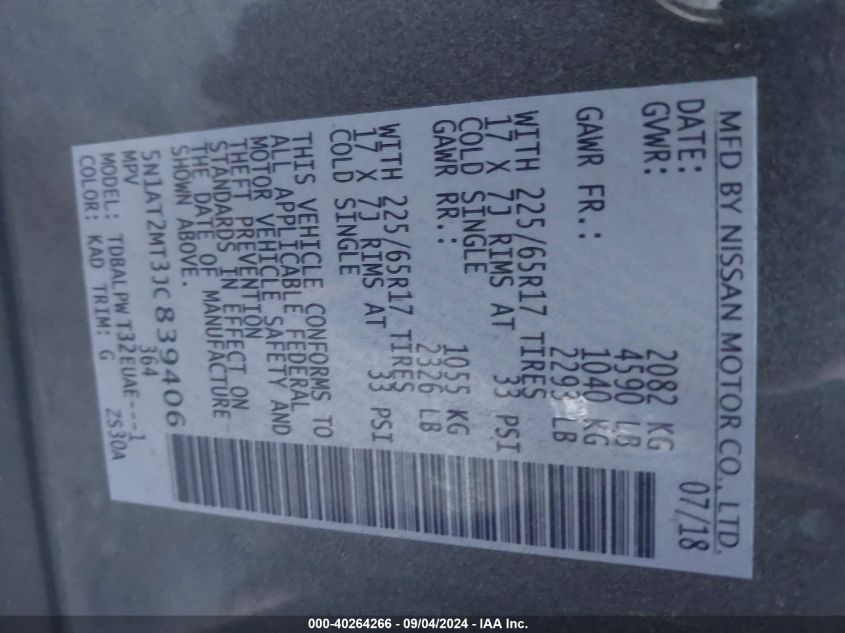 MFD BY NISSAN MOTOR CO., LTD.
DATE: 07/18
GVWR: 2082 KG
4590 LB
GAWR FR.: 1040 KG
2293 LB
WITH 225/65R17 TIRES
17 X 7J RIMS AT 33 PSI
COLD SINGLE
GAWR RR.: 1055 KG
2326 LB
WITH 225/65R17 TIRES
17 X 7J RIMS AT 33 PSI
COLD SINGLE
THIS VEHICLE CONFORMS TO
ALL APPLICABLE FEDERAL
MOTOR VEHICLE SAFETY AND
THEFT PREVENTION
STANDARDS IN EFFECT ON
THE DATE OF MANUFACTURE
SHOWN ABOVE.
5N1AT2MT3JC839406
MPV 364
MODEL: TDBALPWT32EUAE---1
COLOR: KAD TRIM: G ZS30A
000-40264266 - 09/04/2024 - IAA Inc.